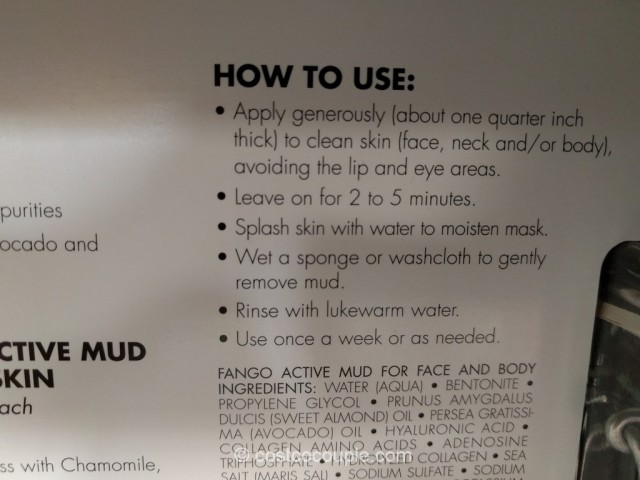 HOW TO USE:
• Apply generously (about one quarter inch
thick) to clean skin (face, neck and/or body),
avoiding the lip and eye areas.
• Leave on for 2 to 5 minutes.
• Splash skin with water to moisten mask.
• Wet a sponge or washcloth to gently
remove mud.
• Rinse with lukewarm water.
• Use once a week or as needed.
purities
ocado and
CTIVE MUD
SKIN
ach
ss with Chamomile,
FANGO ACTIVE MUD FOR FACE AND BODY
INGREDIENTS: WATER (AQUA) • BENTONITE •
PROPYLENE GLYCOL • PRUNUS AMYGDALUS
DULCIS (SWEET ALMOND) OIL • PERSEA GRATISSI-
MA (AVOCADO) OIL • HYALURONIC ACID •
COLLAGEN AMINO ACIDS • ADENOSINE
TRIPHOSPHATE • HYDROLYZED COLLAGEN • SEA
SALT (MARIS SAL) • SODIUM SULFATE • SODIUM
© costcocouple.com